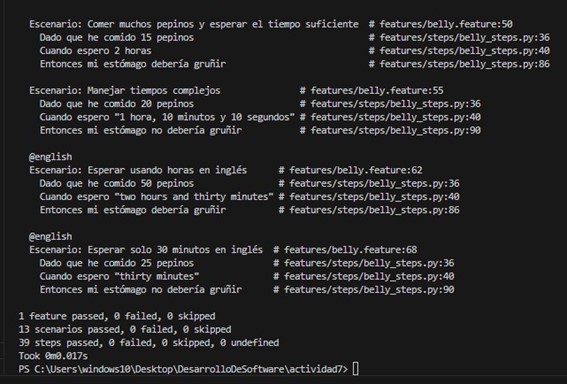 Escenario: Comer muchos pepinos y esperar el tiempo suficiente # features/belly.feature:50
Dado que he comido 15 pepinos # features/steps/belly_steps.py:36
Cuando espero 2 horas # features/steps/belly_steps.py:40
Entonces mi estómago debería gruñir # features/steps/belly_steps.py:86
Escenario: Manejar tiempos complejos # features/belly.feature:55
Dado que he comido 20 pepinos # features/steps/belly_steps.py:36
Cuando espero "1 hora, 10 minutos y 10 segundos" # features/steps/belly_steps.py:40
Entonces mi estómago no debería gruñir # features/steps/belly_steps.py:90
@english
Escenario: Esperar usando horas en inglés # features/belly.feature:62
Dado que he comido 50 pepinos # features/steps/belly_steps.py:36
Cuando espero "two hours and thirty minutes" # features/steps/belly_steps.py:40
Entonces mi estómago debería gruñir # features/steps/belly_steps.py:86
@english
Escenario: Esperar solo 30 minutos en inglés # features/belly.feature:68
Dado que he comido 25 pepinos # features/steps/belly_steps.py:36
Cuando espero "thirty minutes" # features/steps/belly_steps.py:40
Entonces mi estómago no debería gruñir # features/steps/belly_steps.py:90
1 feature passed, 0 failed, 0 skipped
13 scenarios passed, 0 failed, 0 skipped
39 steps passed, 0 failed, 0 skipped, 0 undefined
Took 0m0.017s
PS C:\Users\windows10\Desktop\DesarrolloDeSoftware\actividad7>